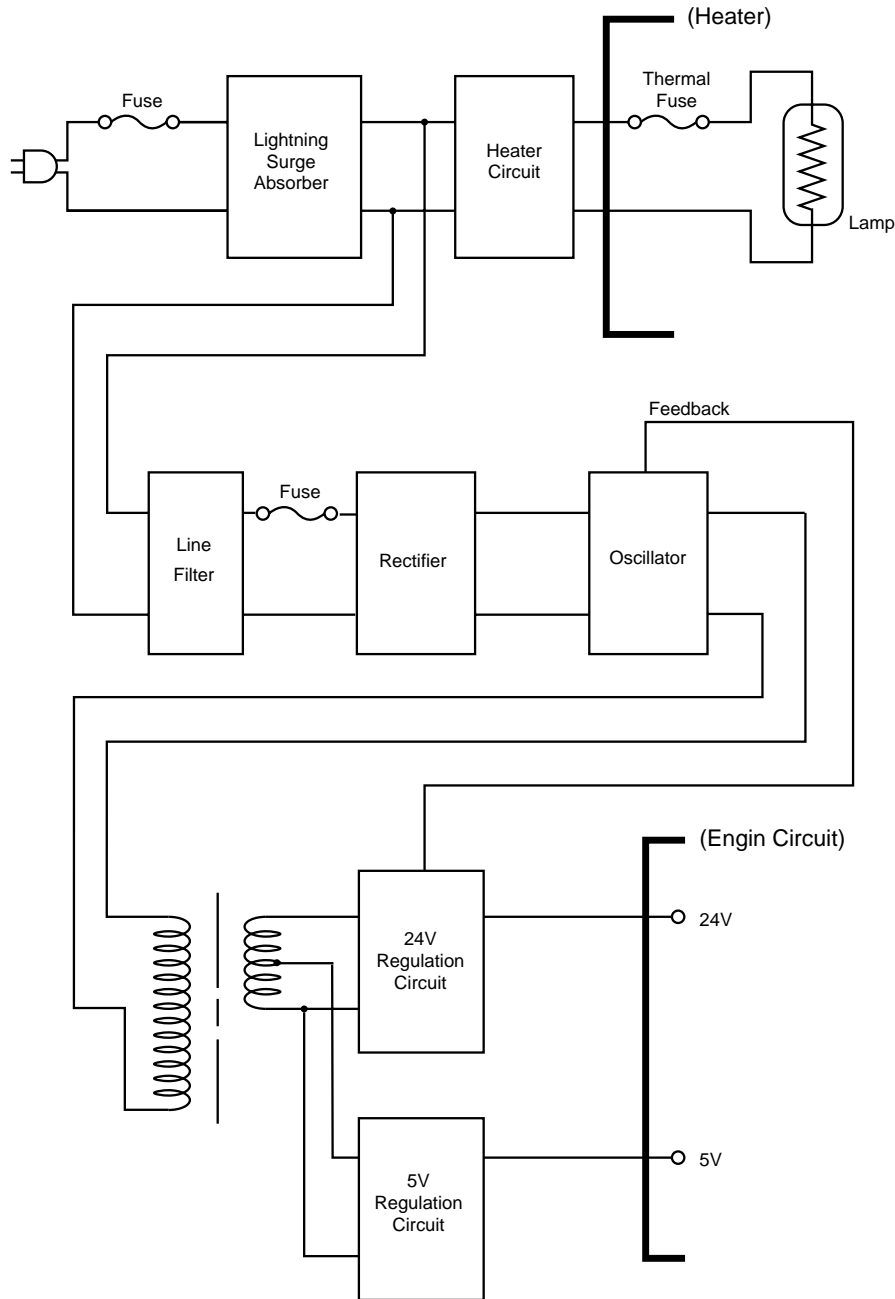 (Heater)
Fuse
Thermal
Fuse
Lightning
Surge
Absorber
Heater
Circuit
Lamp
Feedback
Fuse
Line
Filter
Rectifier
Oscillator
(Engin Circuit)
24V
Regulation
Circuit
24V
5V
Regulation
Circuit
5V